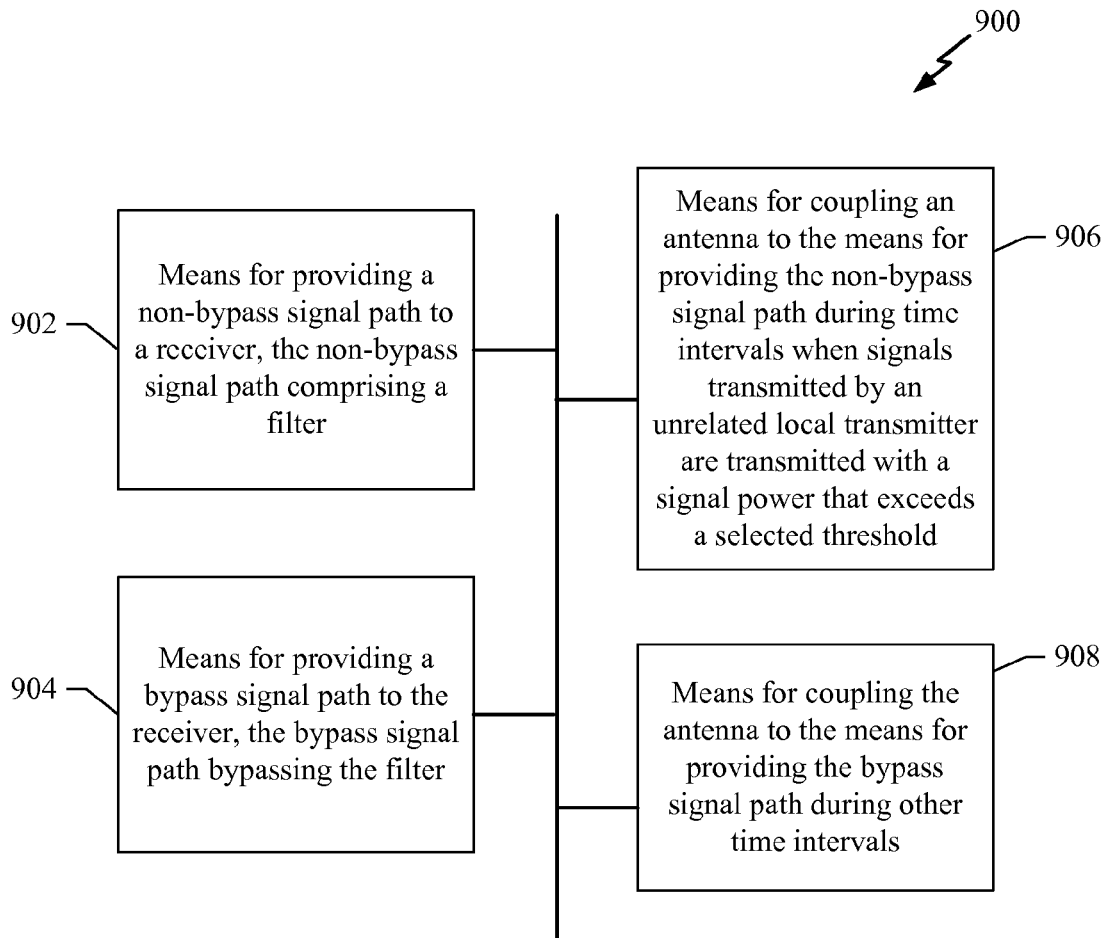 900
Means for providing a
non-bypass signal path to
a receiver, the non-bypass
signal path comprising a
filter
902
Means for coupling an
antenna to the means for
providing the non-bypass
signal path during time
intervals when signals
transmitted by an
unrelated local transmitter
are transmitted with a
signal power that exceeds
a selected threshold
906
Means for providing a
bypass signal path to the
receiver, the bypass signal
path bypassing the filter
904
Means for coupling the
antenna to the means for
providing the bypass
signal path during other
time intervals
908